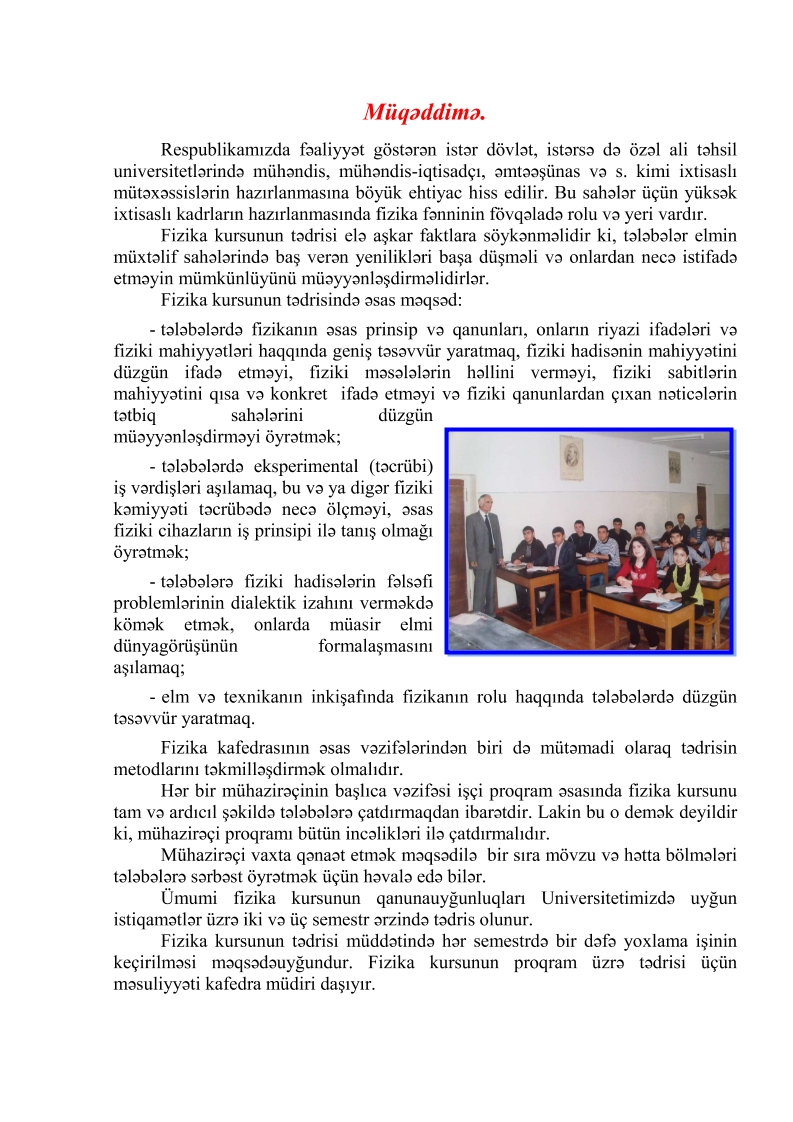 Müqəddimə.
Respublikamızda fəaliyyət göstərən istər dövlət, istərsə də özəl ali təhsil
universitetlərində mühəndis, mühəndis-iqtisadçı, əmtəəşünas və s. kimi ixtisaslı
mütəxəssislərin hazırlanmasına böyük ehtiyac hiss edilir. Bu sahələr üçün yüksək
ixtisaslı kadrların hazırlanmasında fizika fənninin fövqəladə rolu və yeri vardır.
Fizika kursunun tədrisi elə aşkar faktlara söykənməlidir ki, tələbələr elmin
müxtəlif sahələrində baş verən yenilikləri başa düşməli və onlardan necə istifadə
etməyin mümkünlüyünü müəyyənləşdirməlidirlər.
Fizika kursunun tədrisində əsas məqsəd:
- tələbələrdə fizikanın əsas prinsip və qanunları, onların riyazi ifadələri və
fiziki mahiyyətləri haqqında geniş təsəvvür yaratmaq, fiziki hadisənin mahiyyətini
düzgün ifadə etməyi, fiziki məsələlərin həllini verməyi, fiziki sabitlərin
mahiyyətini qısa və konkret ifadə etməyi və fiziki qanunlardan çıxan nəticələrin
tətbiq sahələrini düzgün
müəyyənləşdirməyi öyrətmək;
- tələbələrdə eksperimental (təcrübi)
iş vərdişləri aşılamaq, bu və ya digər fiziki
kəmiyyəti təcrübədə necə ölçməyi, əsas
fiziki cihazların iş prinsipi ilə tanış olmağı
öyrətmək;
- tələbələrə fiziki hadisələrin fəlsəfi
problemlərinin dialektik izahını verməkdə
kömək etmək, onlarda müasir elmi
dünyagörüşünün formalaşmasını
aşılamaq;
- elm və texnikanın inkişafında fizikanın rolu haqqında tələbələrdə düzgün
təsəvvür yaratmaq.
Fizika kafedrasının əsas vəzifələrindən biri də mütəmadi olaraq tədrisin
metodlarını təkmilləşdirmək olmalıdır.
Hər bir mühazirəçinin başlıca vəzifəsi işçi proqram əsasında fizika kursunu
tam və ardıcıl şəkildə tələbələrə çatdırmaqdan ibarətdir. Lakin bu o demək deyildir
ki, mühazirəçi proqramı bütün incəlikləri ilə çatdırmalıdır.
Mühazirəçi vaxta qənaət etmək məqsədilə bir sıra mövzu və hətta bölmələri
tələbələrə sərbəst öyrətmək üçün həvalə edə bilər.
Ümumi fizika kursunun qanunauyğunluqları Universitetimizdə uyğun
istiqamətlər üzrə iki və üç semestr ərzində tədris olunur.
Fizika kursunun tədrisi müddətində hər semestrdə bir dəfə yoxlama işinin
keçirilməsi məqsədəuyğundur. Fizika kursunun proqram üzrə tədrisi üçün
məsuliyyəti kafedra müdiri daşıyır.